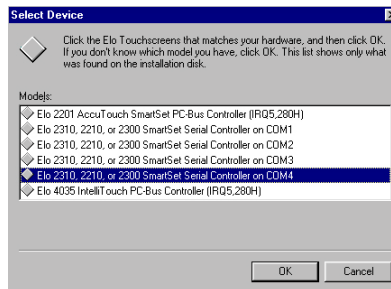 Select Device
Click the Elo Touchscreens that matches your hardware, and then click OK.
If you don't know which model you have, click OK. This list shows only what
was found on the installation disk.
Models:
Elo 2201 AccuTouch SmartSet PC-Bus Controller (IRQ5,280H)
Elo 2310, 2210, or 2300 SmartSet Serial Controller on COM1
Elo 2310, 2210, or 2300 SmartSet Serial Controller on COM2
Elo 2310, 2210, or 2300 SmartSet Serial Controller on COM3
Elo 2310, 2210, or 2300 SmartSet Serial Controller on COM4
Elo 4035 IntelliTouch PC-Bus Controller (IRQ5,280H)
OK Cancel